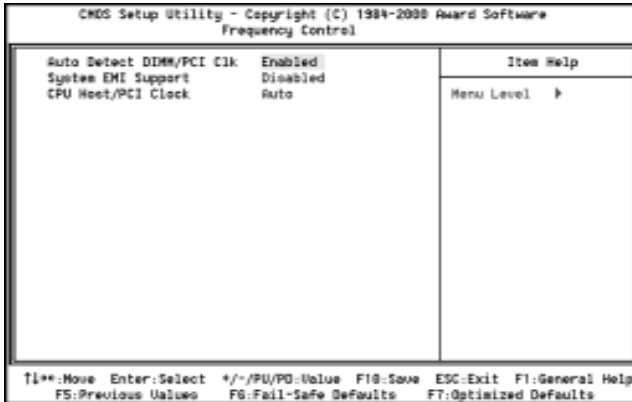 CMOS Setup Utility - Copyright (C) 1984-2000 Award Software
Frequency Control
Auto Detect DIMM/PCI Clk Enabled
System EMI Support Disabled
CPU Host/PCI Clock Auto
Item Help
Menu Level ▶
↑↓→←:Move Enter:Select +/-/PU/PD:Value F10:Save ESC:Exit F1:General Help
F5:Previous Values F6:Fail-Safe Defaults F7:Optimized Defaults